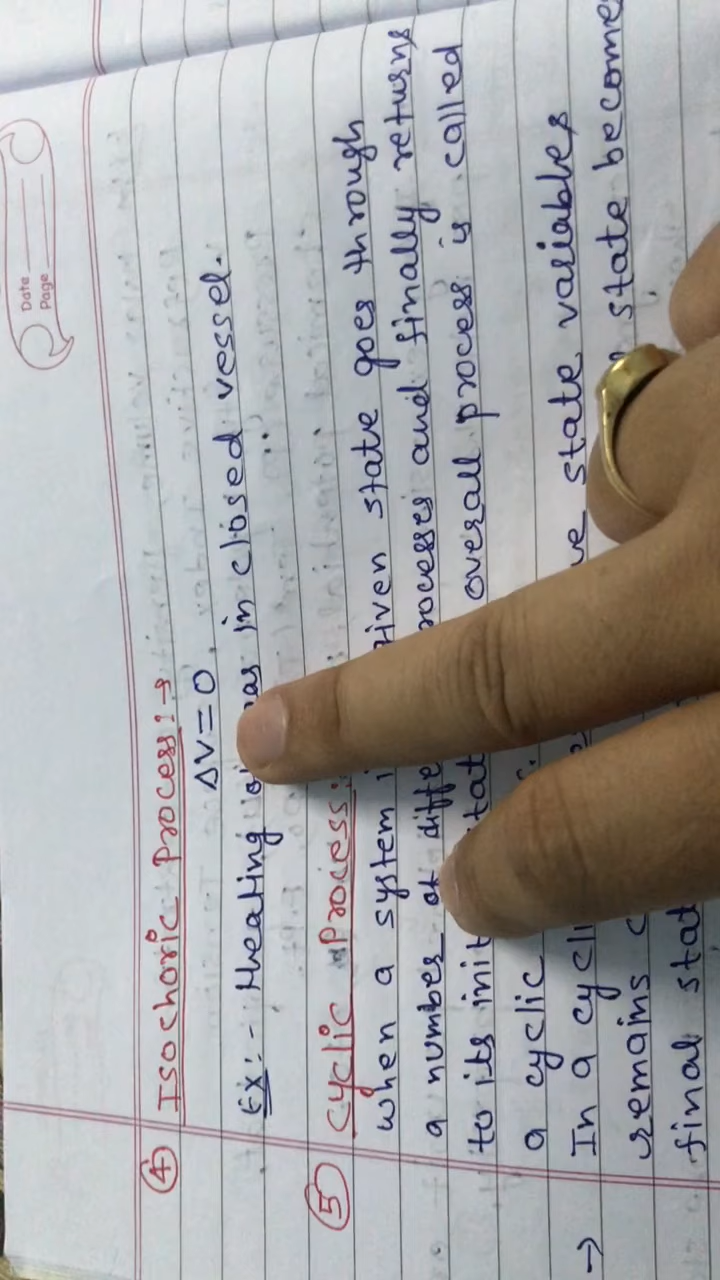 Date
Page
④ Isochoric process:→
ΔV=0
Ex:- Heating in closed vessel.
⑤ Cyclic process:
when a system given state goes through
a number of processes and finally returns
to its overall process is called
a cyclic
→ In a state variables
remains state becomes
final